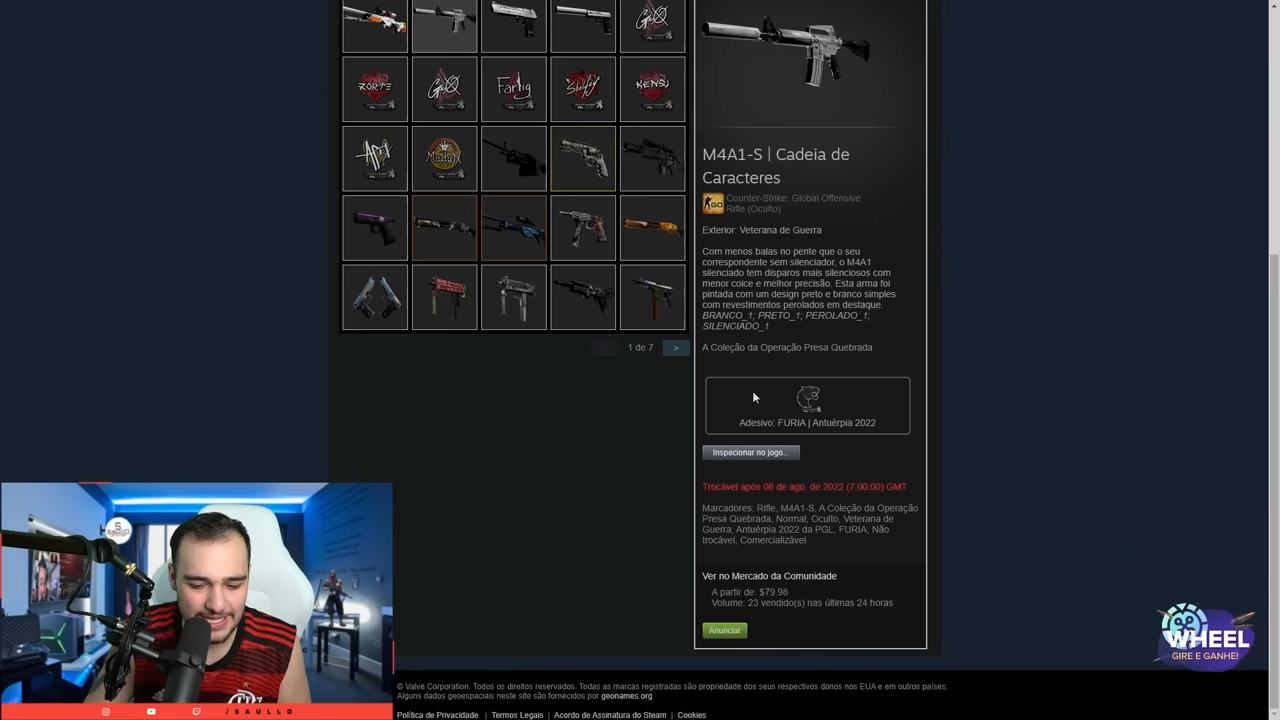 GeO
FORTE
GeO
Farlig
Shelfy
KENSI
APEX
M4A1-S | Cadeia de
Caracteres
GO
Counter-Strike: Global Offensive
Rifle (Oculto)
Exterior: Veterana de Guerra
Com menos balas no pente que o seu
correspondente sem silenciador, o M4A1
silenciado tem disparos mais silenciosos com
menor coice e melhor precisão. Esta arma foi
pintada com um design preto e branco simples
com revestimentos perolados em destaque.
BRANCO_1; PRETO_1; PEROLADO_1;
SILENCIADO_1
A Coleção da Operação Presa Quebrada
1 de 7 >
Adesivo: FURIA | Antuérpia 2022
Inspecionar no jogo...
Trocável após 08 de ago. de 2022 (7:00:00) GMT
Marcadores: Rifle, M4A1-S, A Coleção da Operação
Presa Quebrada, Normal, Oculto, Veterana de
Guerra, Antuérpia 2022 da PGL, FURIA, Não
trocável, Comercializável
Ver no Mercado da Comunidade
A partir de: $79.98
Volume: 23 vendido(s) nas últimas 24 horas
Anunciar
WHEEL
GIRE E GANHE!
© Valve Corporation. Todos os direitos reservados. Todas as marcas registradas são propriedade dos seus respectivos donos nos EUA e em outros países.
Alguns dados geoespaciais neste site são fornecidos por geonames.org.
Política de Privacidade | Termos Legais | Acordo de Assinatura do Steam | Cookies
/SAULLO